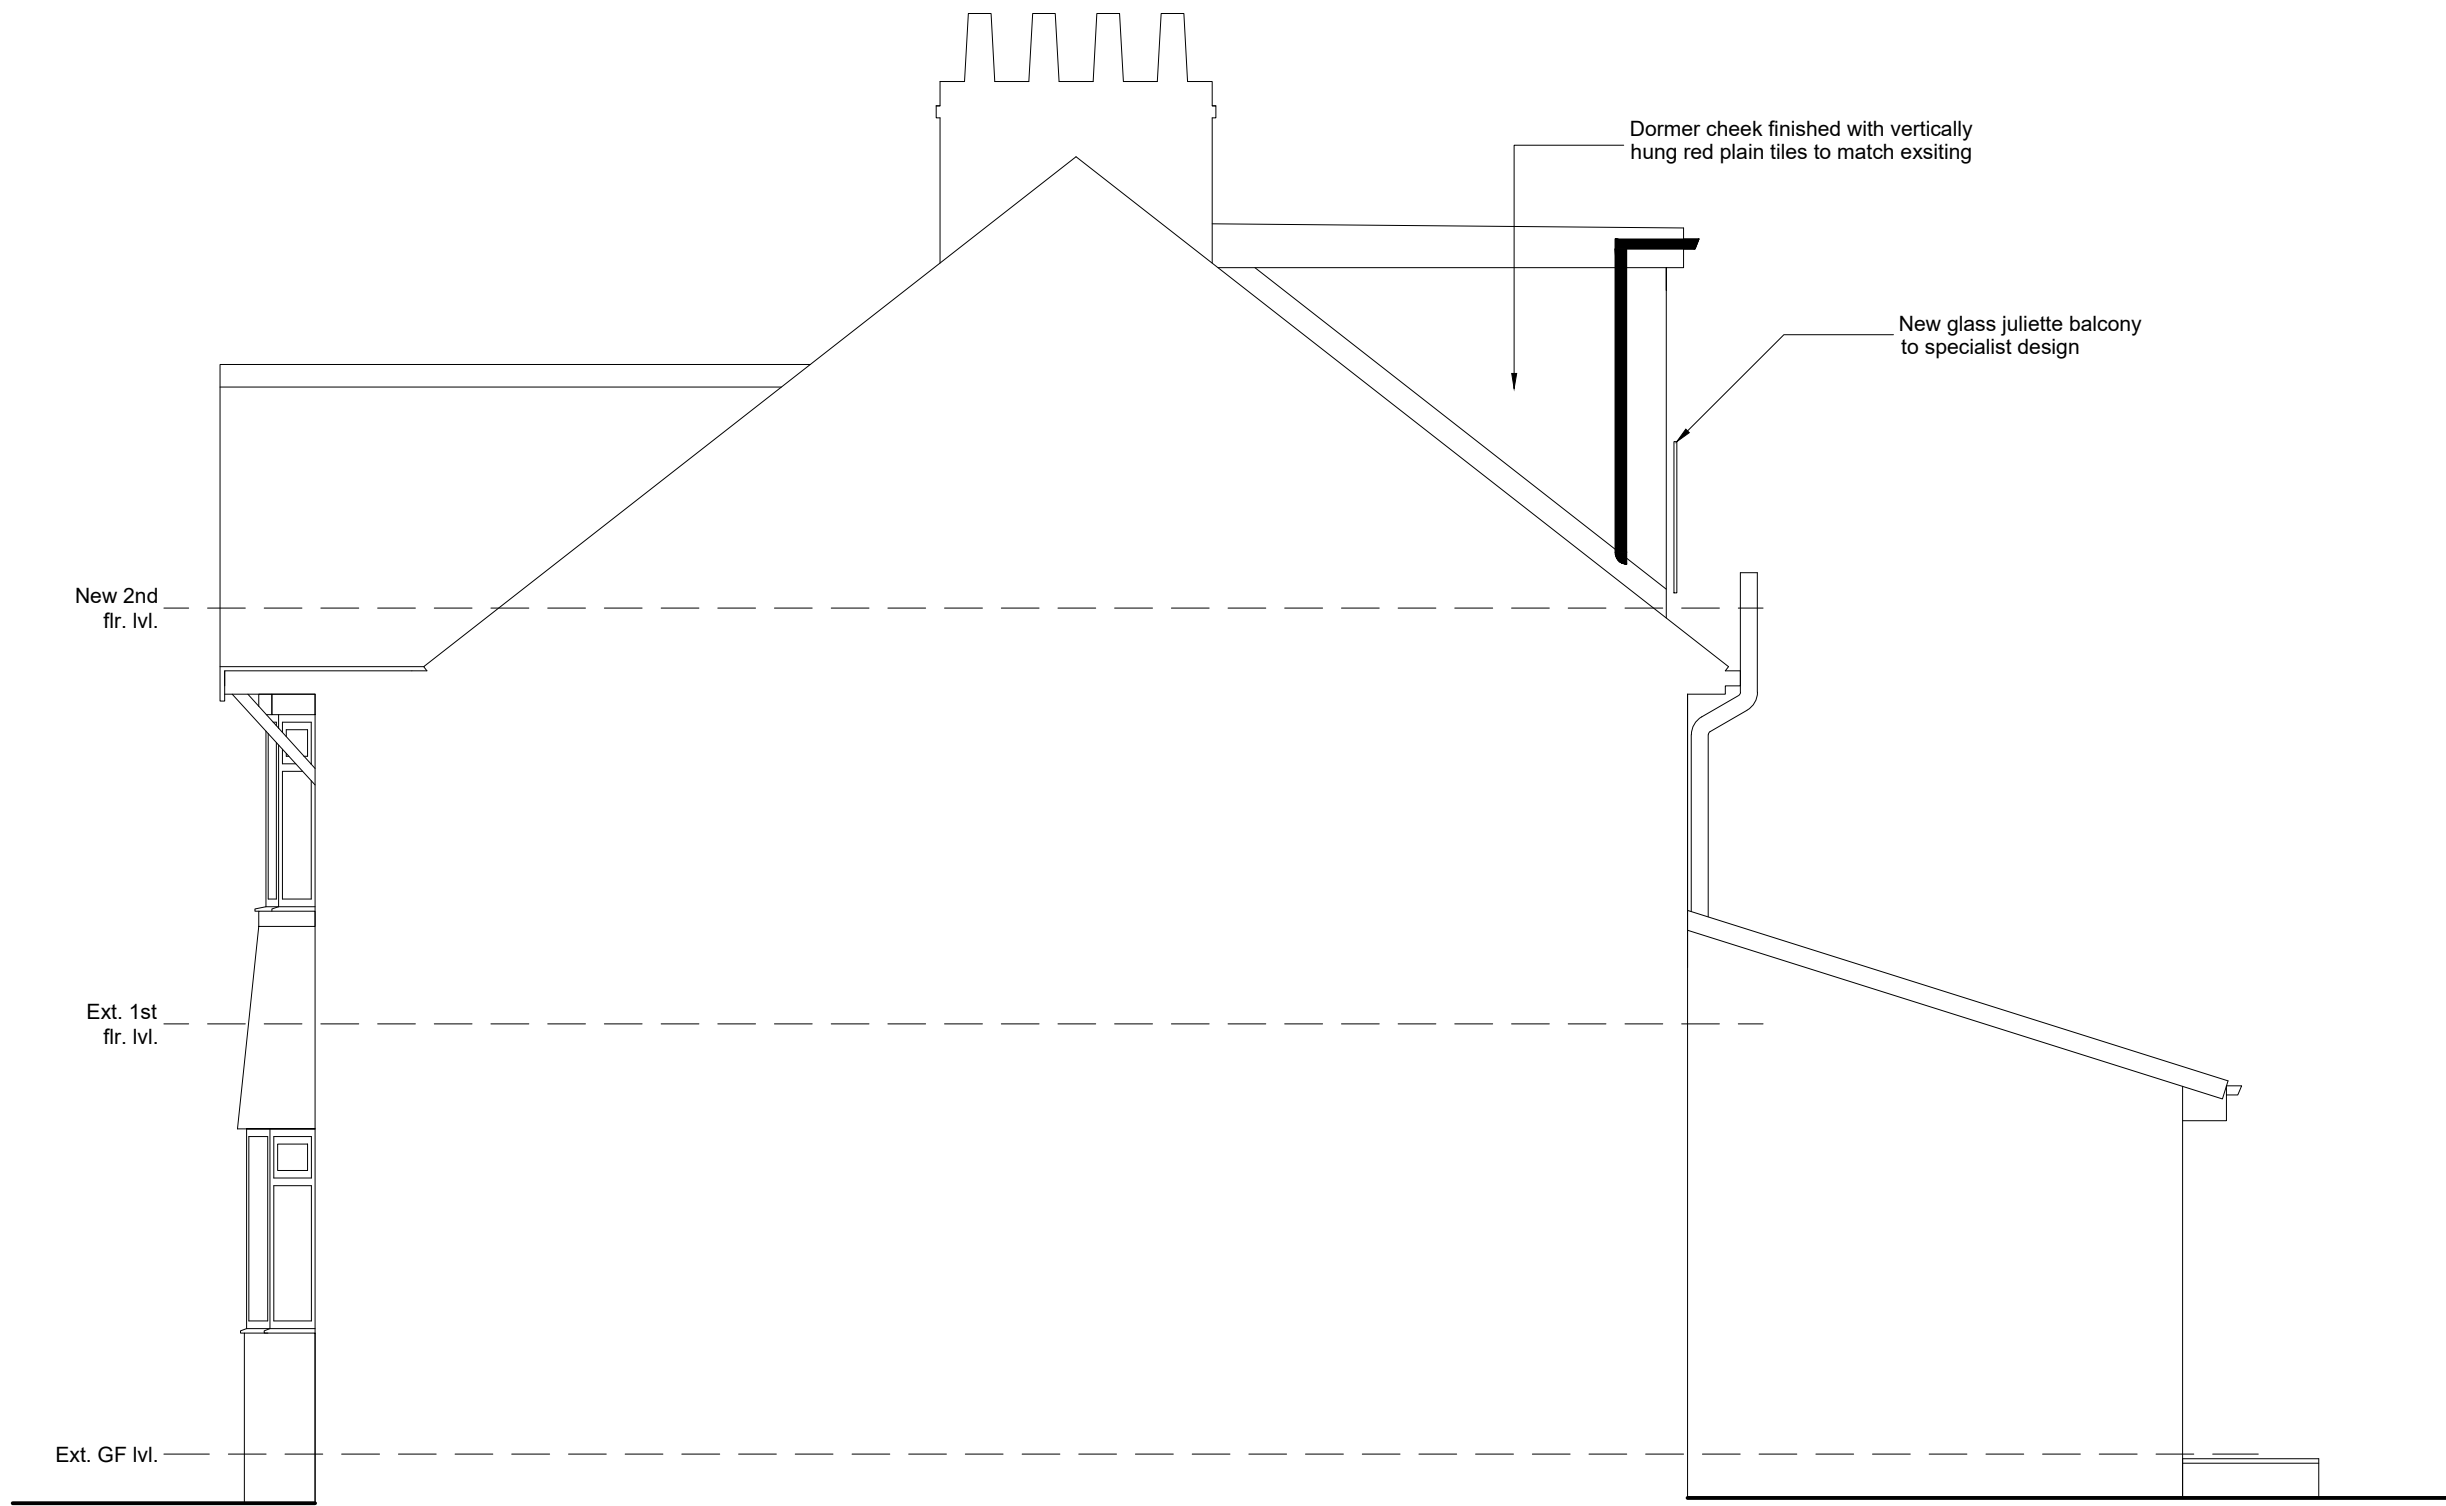 Dormer cheek finished with vertically
hung red plain tiles to match exsiting
New glass juliette balcony
to specialist design
New 2nd
flr. lvl.
Ext. 1st
flr. lvl.
Ext. GF lvl.